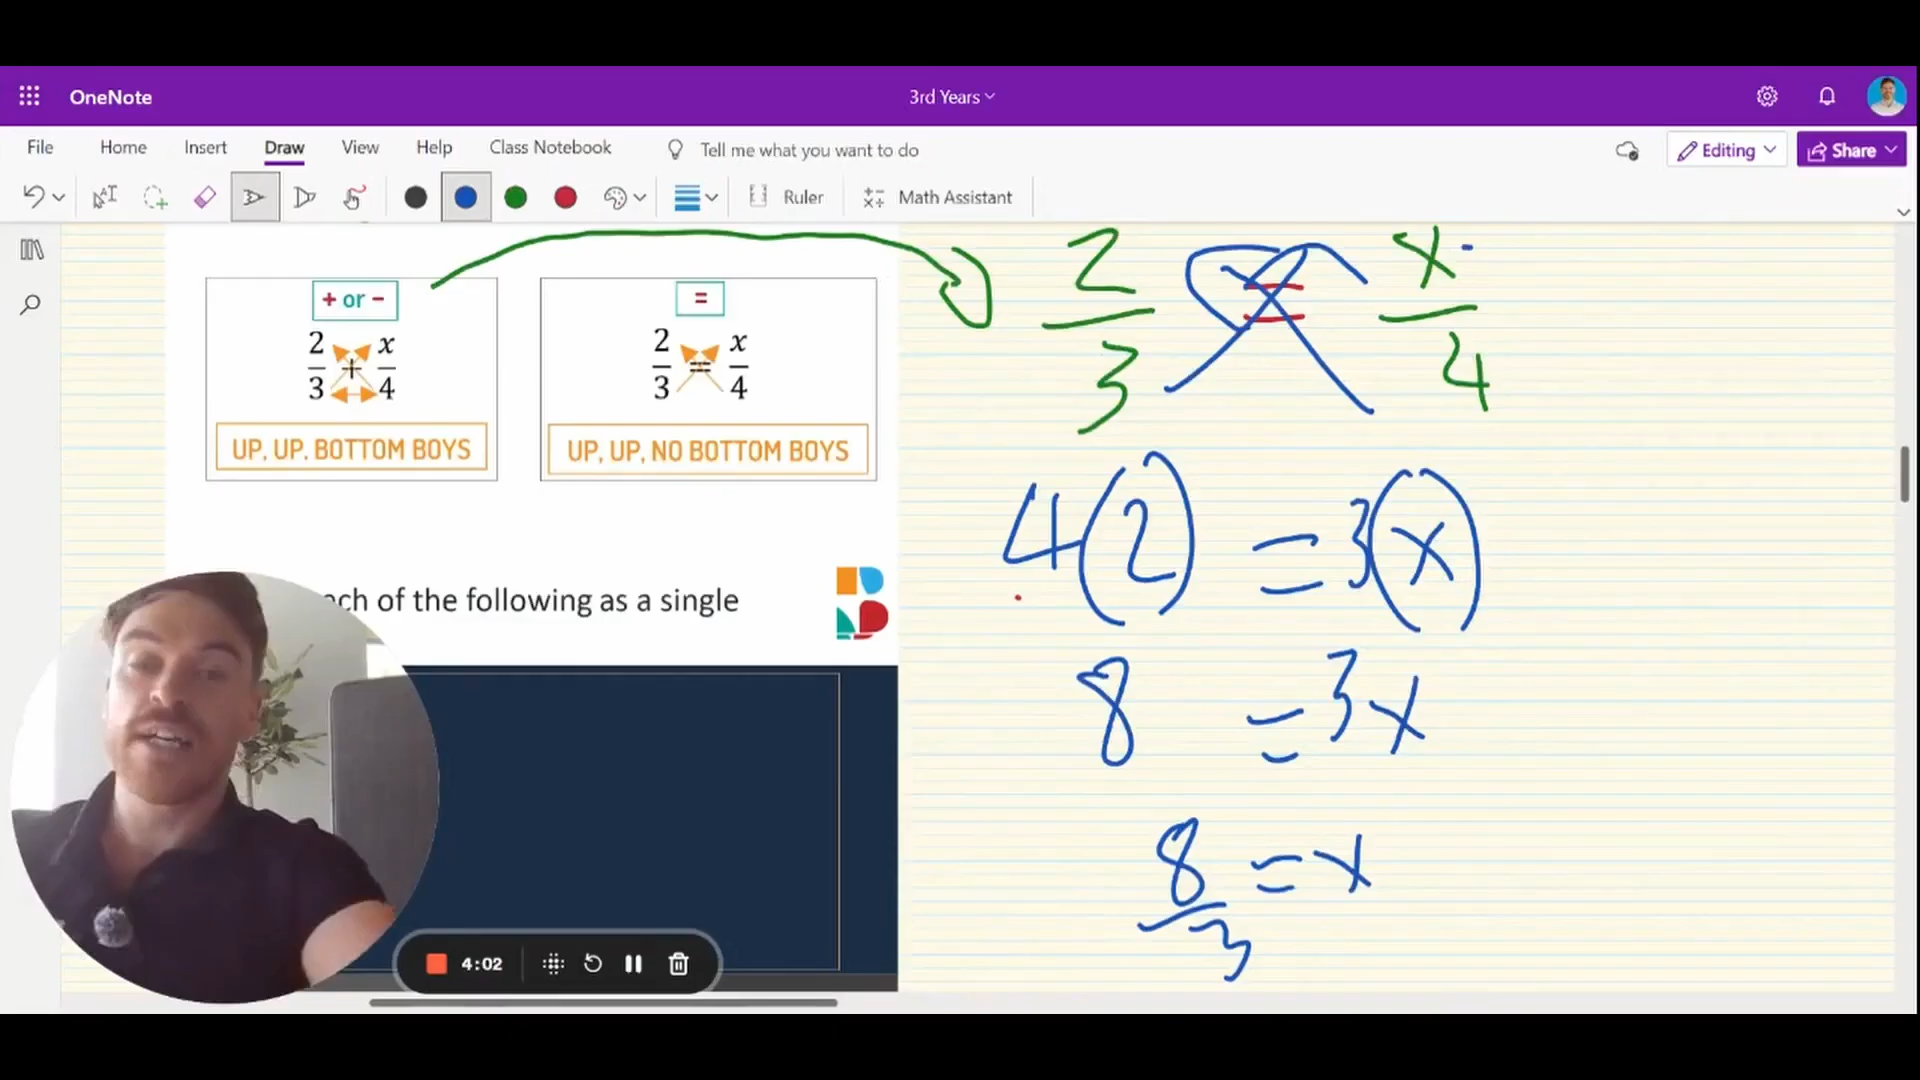 OneNote
3rd Years
File Home Insert Draw View Help Class Notebook Tell me what you want to do Editing Share
Ruler Math Assistant
+ or -
2/3 + x/4
UP, UP, BOTTOM BOYS
=
2/3 = x/4
UP, UP, NO BOTTOM BOYS
ch of the following as a single
4:02
2/3 = x/4
4(2) = 3(x)
8 = 3x
8/3 = x